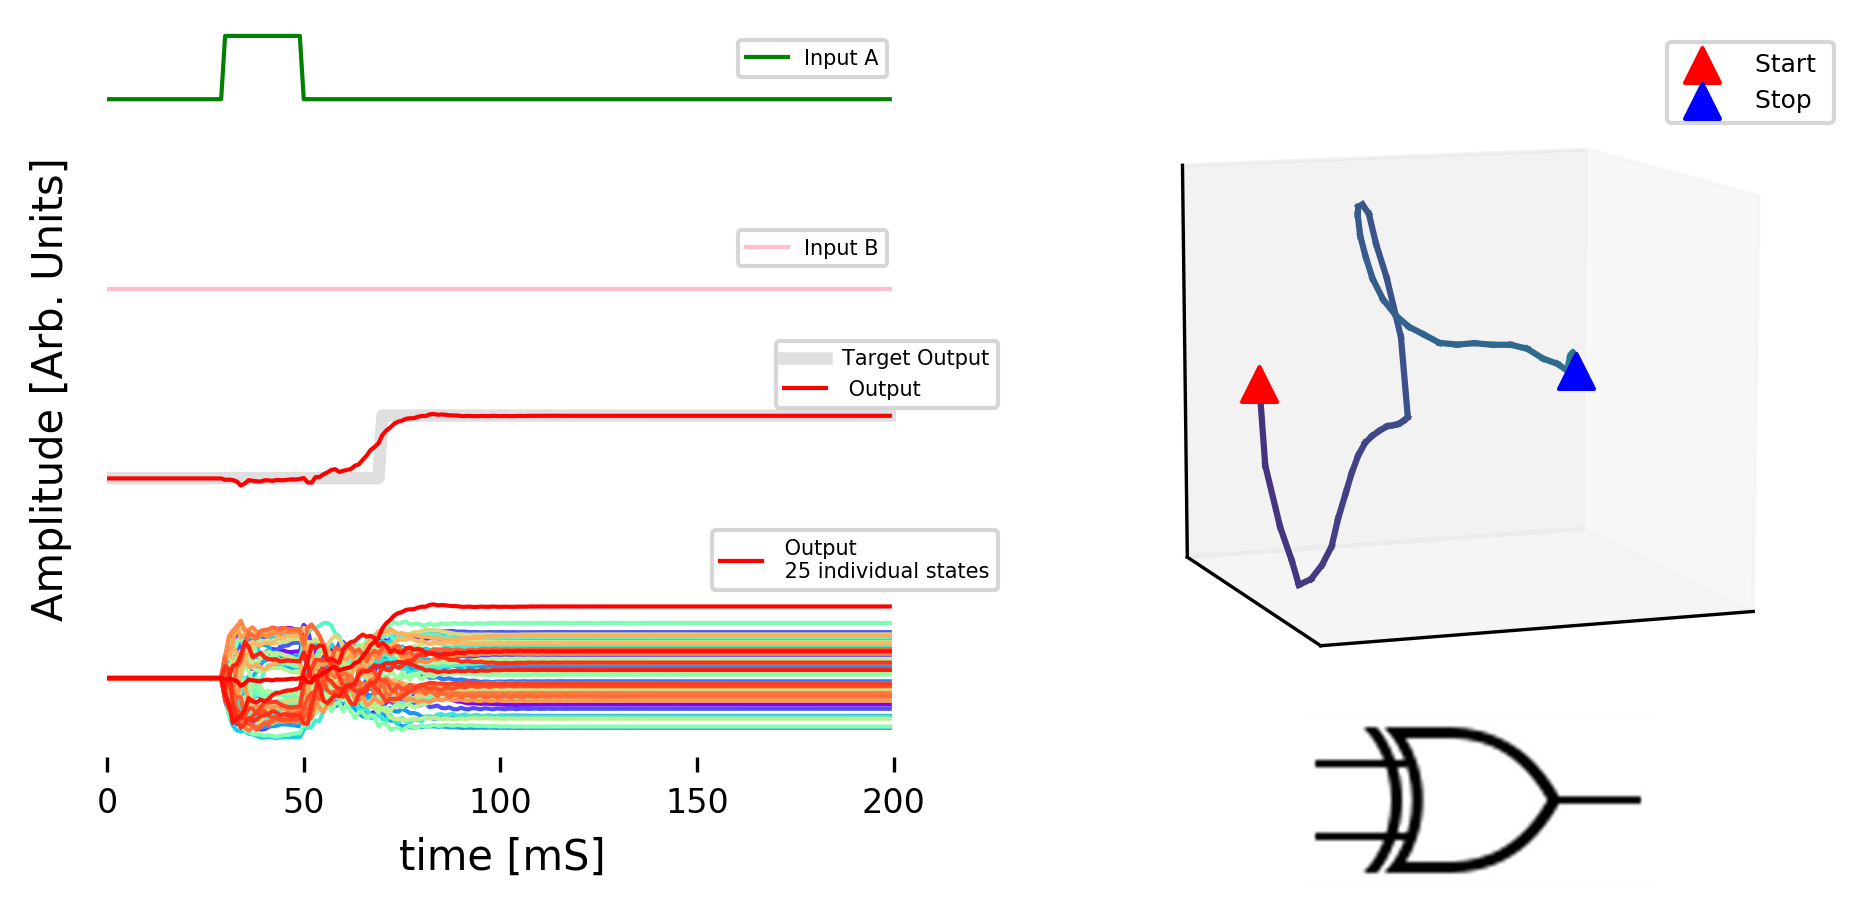 Input A
Input B
Target Output
Output
Output
25 individual states
Amplitude [Arb. Units]
0 50 100 150 200
time [mS]
Start
Stop